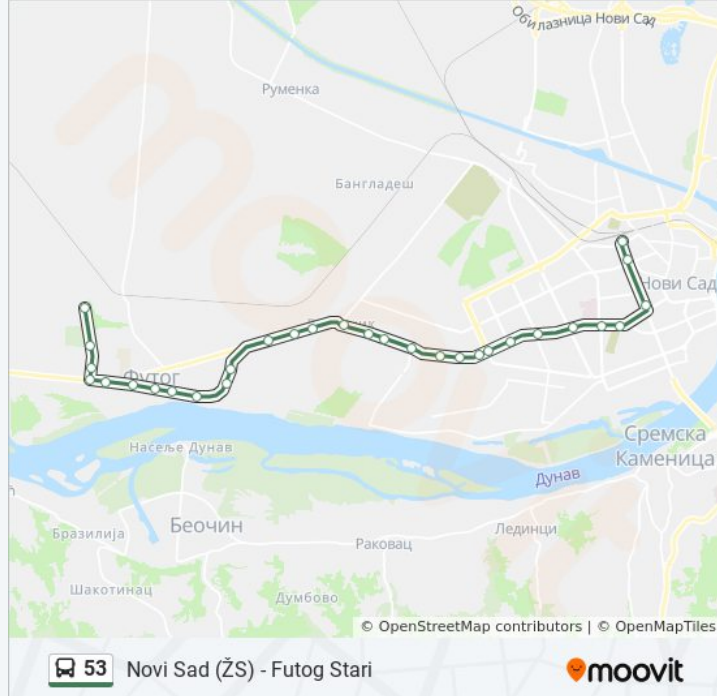 Обилазница Нови Сад
Руменка
Бангладеш
Нови Сад
Футог
Сремска
Каменица
Насеље Дунав
Дунав
Бразилија
Беочин
Раковац
Лединци
Шакотинац
Думбово
© OpenStreetMap contributors | © OpenMapTiles
53 Novi Sad (ŽS) - Futog Stari
moovit